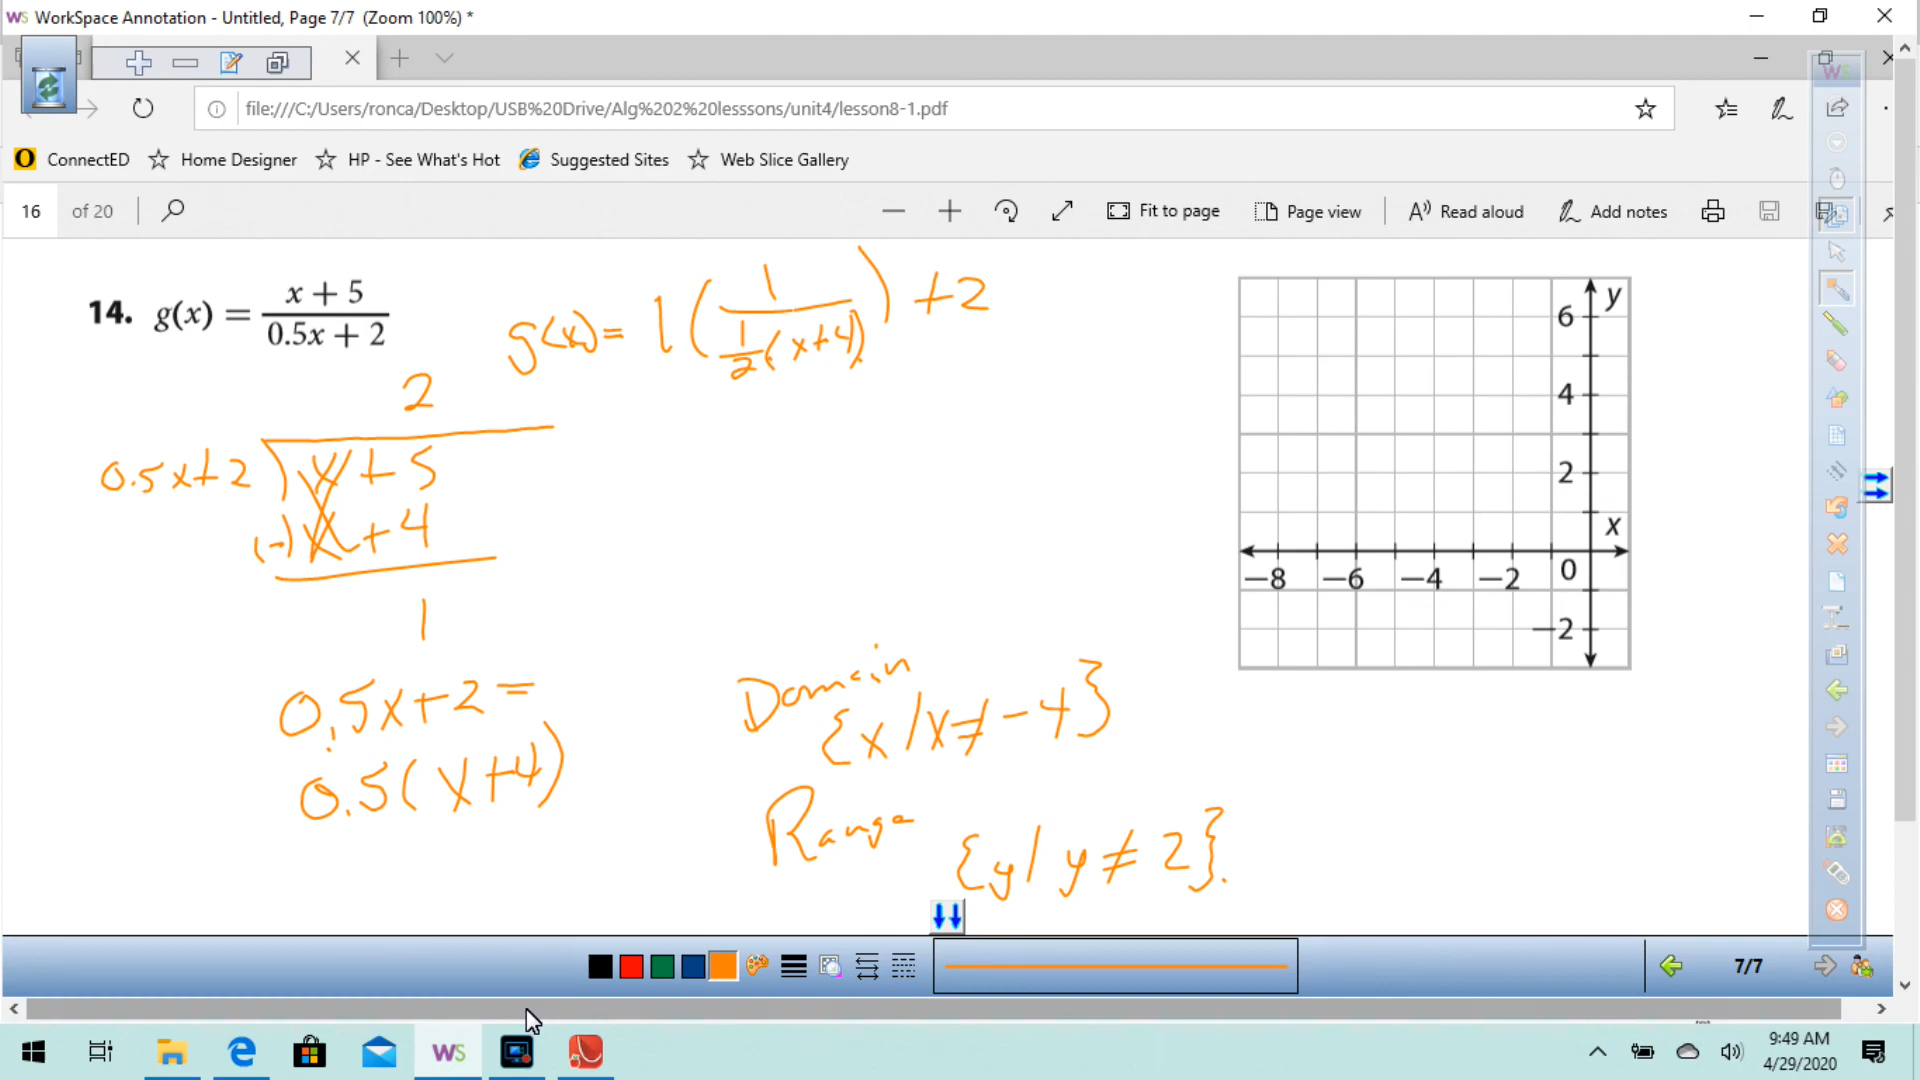 WS WorkSpace Annotation - Untitled, Page 7/7 (Zoom 100%) *
file:///C:/Users/ronca/Desktop/USB%20Drive/Alg%202%20lesssons/unit4/lesson8-1.pdf
ConnectED Home Designer HP - See What's Hot Suggested Sites Web Slice Gallery
16 of 20 Fit to page Page view Read aloud Add notes
14. g(x) = (x + 5)/(0.5x + 2)
g(x) = 1(1/(1/2(x+4))) + 2
2
0.5x+2 x+5
(-) x+4
1
0.5x+2 =
0.5(x+4)
Domain
{x/x≠-4}
Range
{y/ y≠2}.
y
6
4
2
x
-8 -6 -4 -2 0
-2
7/7
WS
9:49 AM
4/29/2020